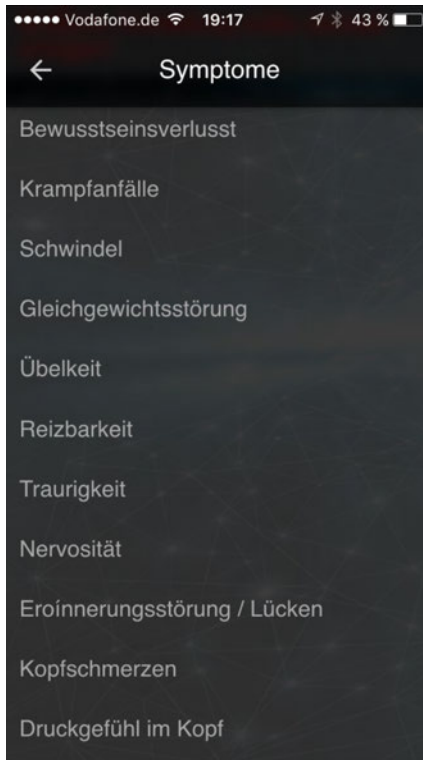 Vodafone.de 19:17 43 %
Symptome
Bewusstseinsverlusst
Krampfanfälle
Schwindel
Gleichgewichtsstörung
Übelkeit
Reizbarkeit
Traurigkeit
Nervosität
Eroínnerungsstörung / Lücken
Kopfschmerzen
Druckgefühl im Kopf